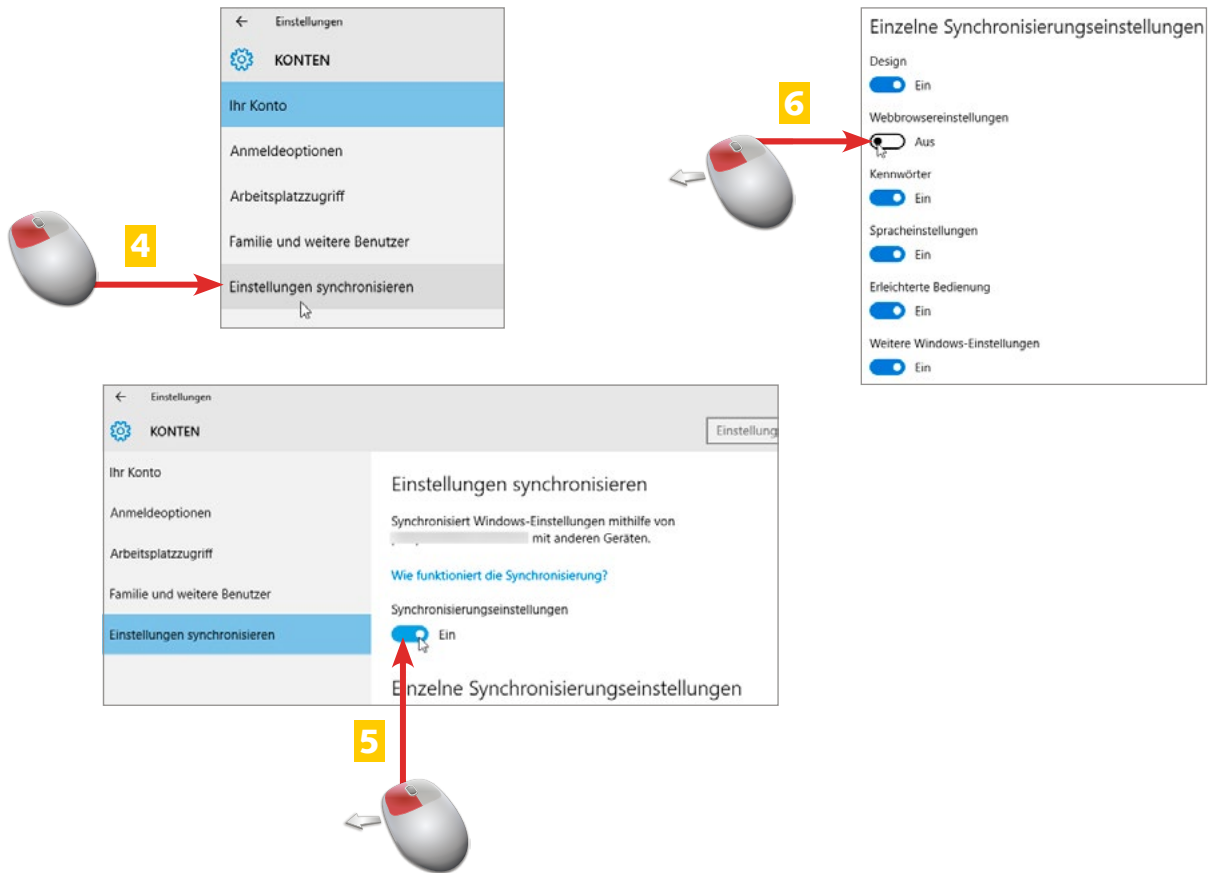 Einstellungen
KONTEN
Ihr Konto
Anmeldeoptionen
Arbeitsplatzzugriff
Familie und weitere Benutzer
Einstellungen synchronisieren
4
Einzelne Synchronisierungseinstellungen
Design
Ein
Webbrowsereinstellungen
Aus
Kennwörter
Ein
Spracheinstellungen
Ein
Erleichterte Bedienung
Ein
Weitere Windows-Einstellungen
Ein
6
Einstellungen
KONTEN
Einstellung
Ihr Konto
Anmeldeoptionen
Arbeitsplatzzugriff
Familie und weitere Benutzer
Einstellungen synchronisieren
Einstellungen synchronisieren
Synchronisiert Windows-Einstellungen mithilfe von
mit anderen Geräten.
Wie funktioniert die Synchronisierung?
Synchronisierungseinstellungen
Ein
Einzelne Synchronisierungseinstellungen
5